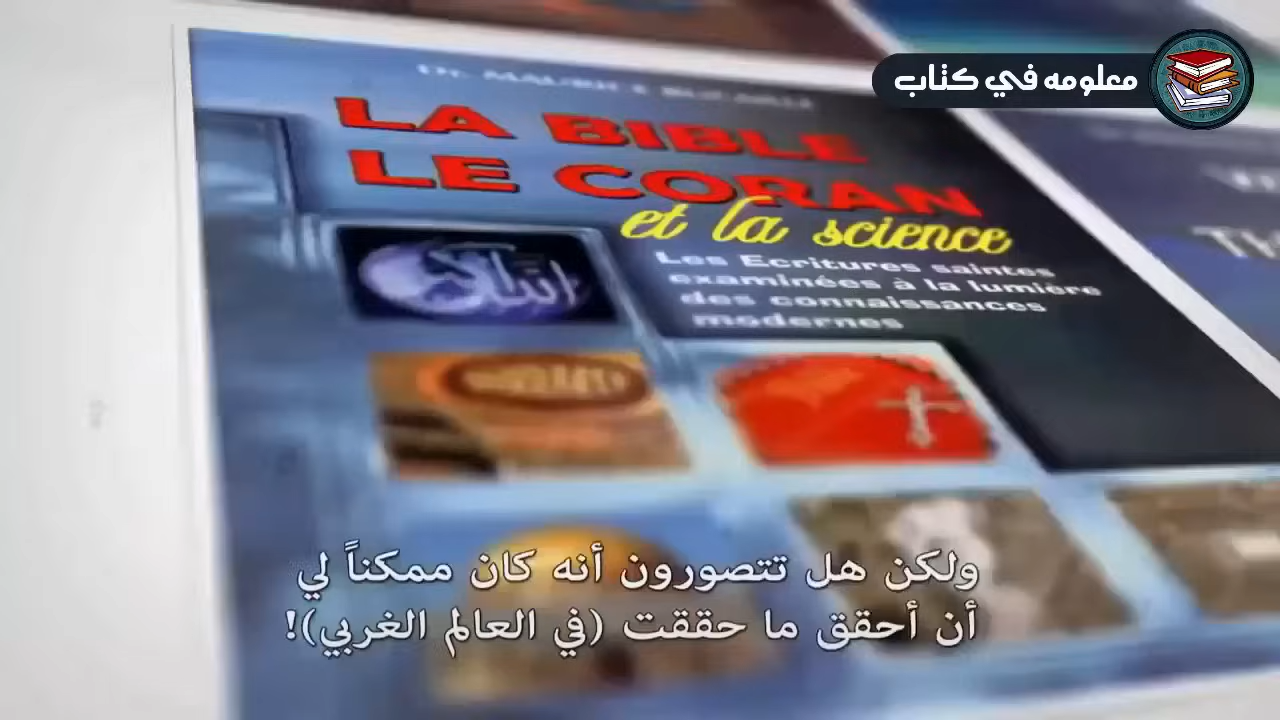 معلومه في كتاب
LA BIBLE
LE CORAN
et la science
Les Ecritures saintes
examinées à la lumière
des connaissances
modernes
ولكن هل تتصورون أنه كان ممكناً لي
أن أحقق ما حققت (في العالم الغربي)!